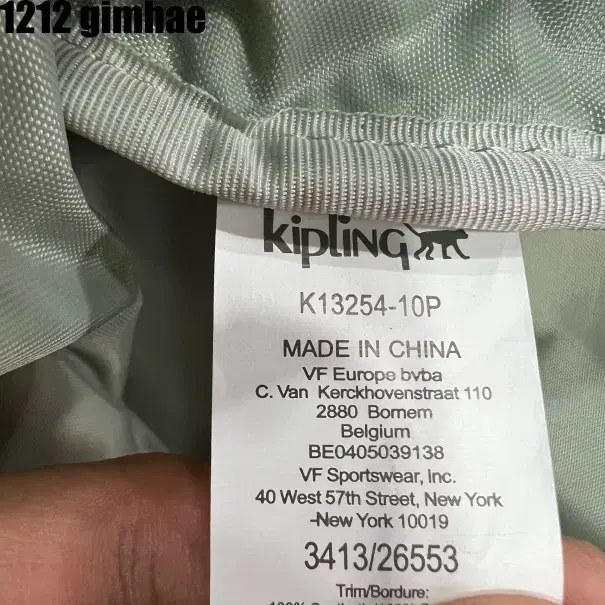 1212 gimhae
kipling
K13254-10P
MADE IN CHINA
VF Europe bvba
C. Van Kerckhovenstraat 110
2880 Bornem
Belgium
BE0405039138
VF Sportswear, Inc.
40 West 57th Street, New York
-New York 10019
3413/26553
Trim/Bordure: